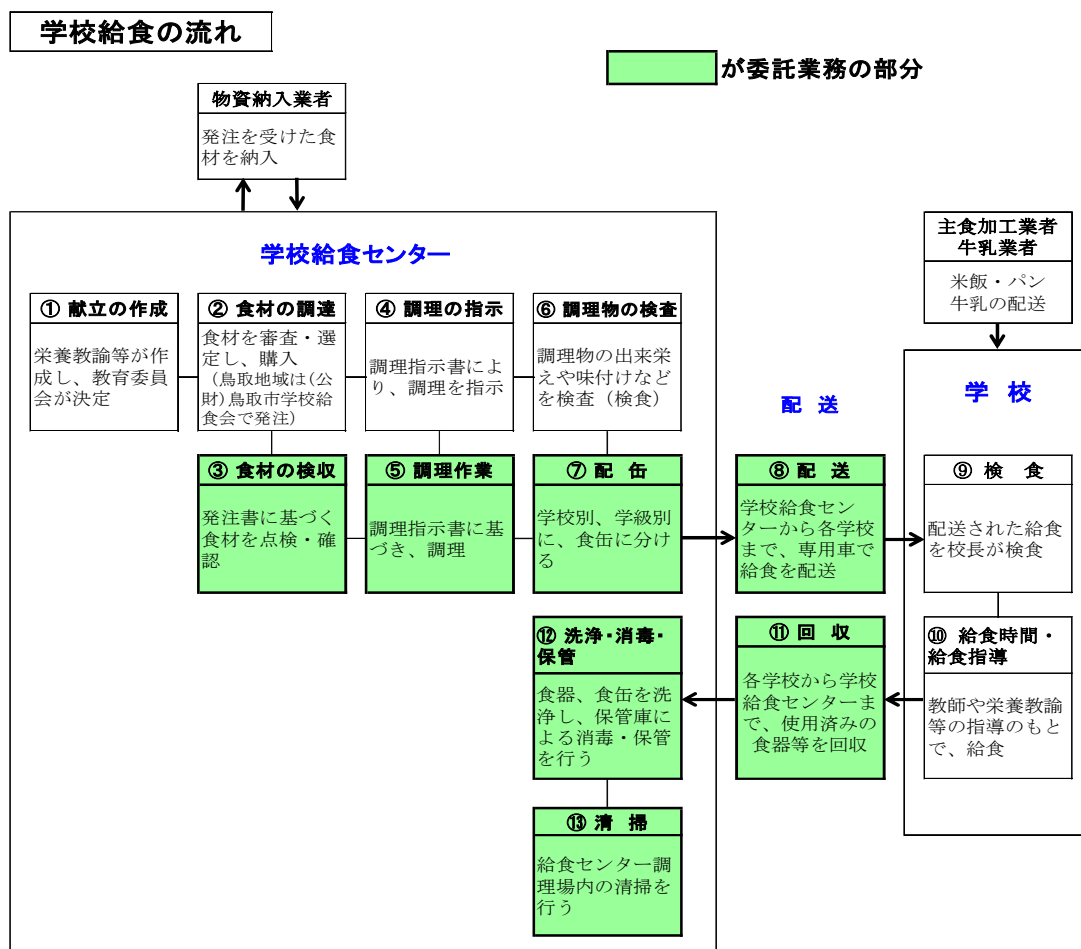 学校給食の流れ
が委託業務の部分
物資納入業者
発注を受けた食
材を納入
学校給食センター
① 献立の作成
栄養教諭等が作
成し、教育委員
会が決定
② 食材の調達
食材を審査・選
定し、購入
(鳥取地域は(公
財)鳥取市学校給
食会で発注)
④ 調理の指示
調理指示書によ
り、調理を指示
⑥ 調理物の検査
調理物の出来栄
えや味付けなど
を検査（検食）
③ 食材の検収
発注書に基づく
食材を点検・確
認
⑤ 調理作業
調理指示書に基
づき、調理
⑦ 配 缶
学校別、学級別
に、食缶に分け
る
配 送
⑧ 配 送
学校給食セン
ターから各学校
まで、専用車で
給食を配送
主食加工業者
牛乳業者
米飯・パン
牛乳の配送
学 校
⑨ 検 食
配送された給食
を校長が検食
⑩ 給食時間・
給食指導
教師や栄養教諭
等の指導のもと
で、給食
⑪ 回 収
各学校から学校
給食センターま
で、使用済みの
食器等を回収
⑫ 洗浄・消毒・
保管
食器、食缶を洗
浄し、保管庫に
よる消毒・保管
を行う
⑬ 清 掃
給食センター調
理場内の清掃を
行う